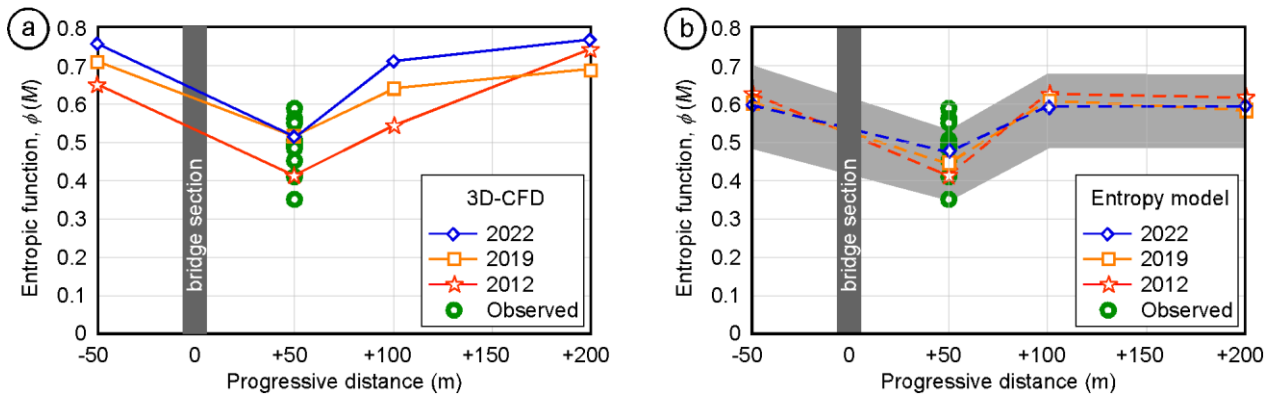 a
Entropic function, ϕ (M)
0.8
0.7
0.6
0.5
0.4
0.3
0.2
0.1
0
bridge section
3D-CFD
2022
2019
2012
Observed
-50 0 +50 +100 +150 +200
Progressive distance (m)
b
Entropic function, ϕ (M)
0.8
0.7
0.6
0.5
0.4
0.3
0.2
0.1
0
bridge section
Entropy model
2022
2019
2012
Observed
-50 0 +50 +100 +150 +200
Progressive distance (m)